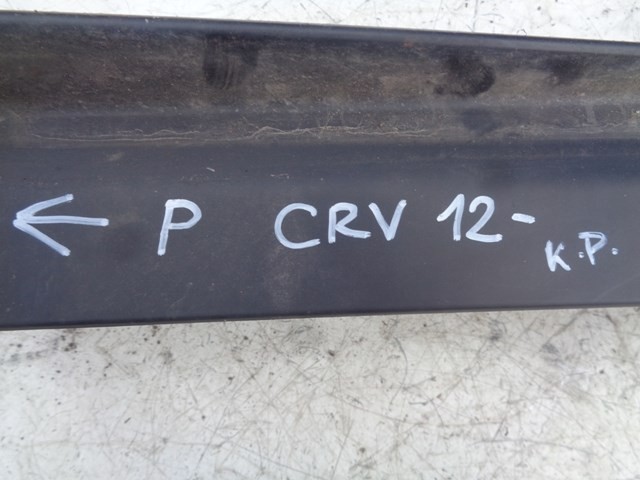 ← P CRV 12- K.P.